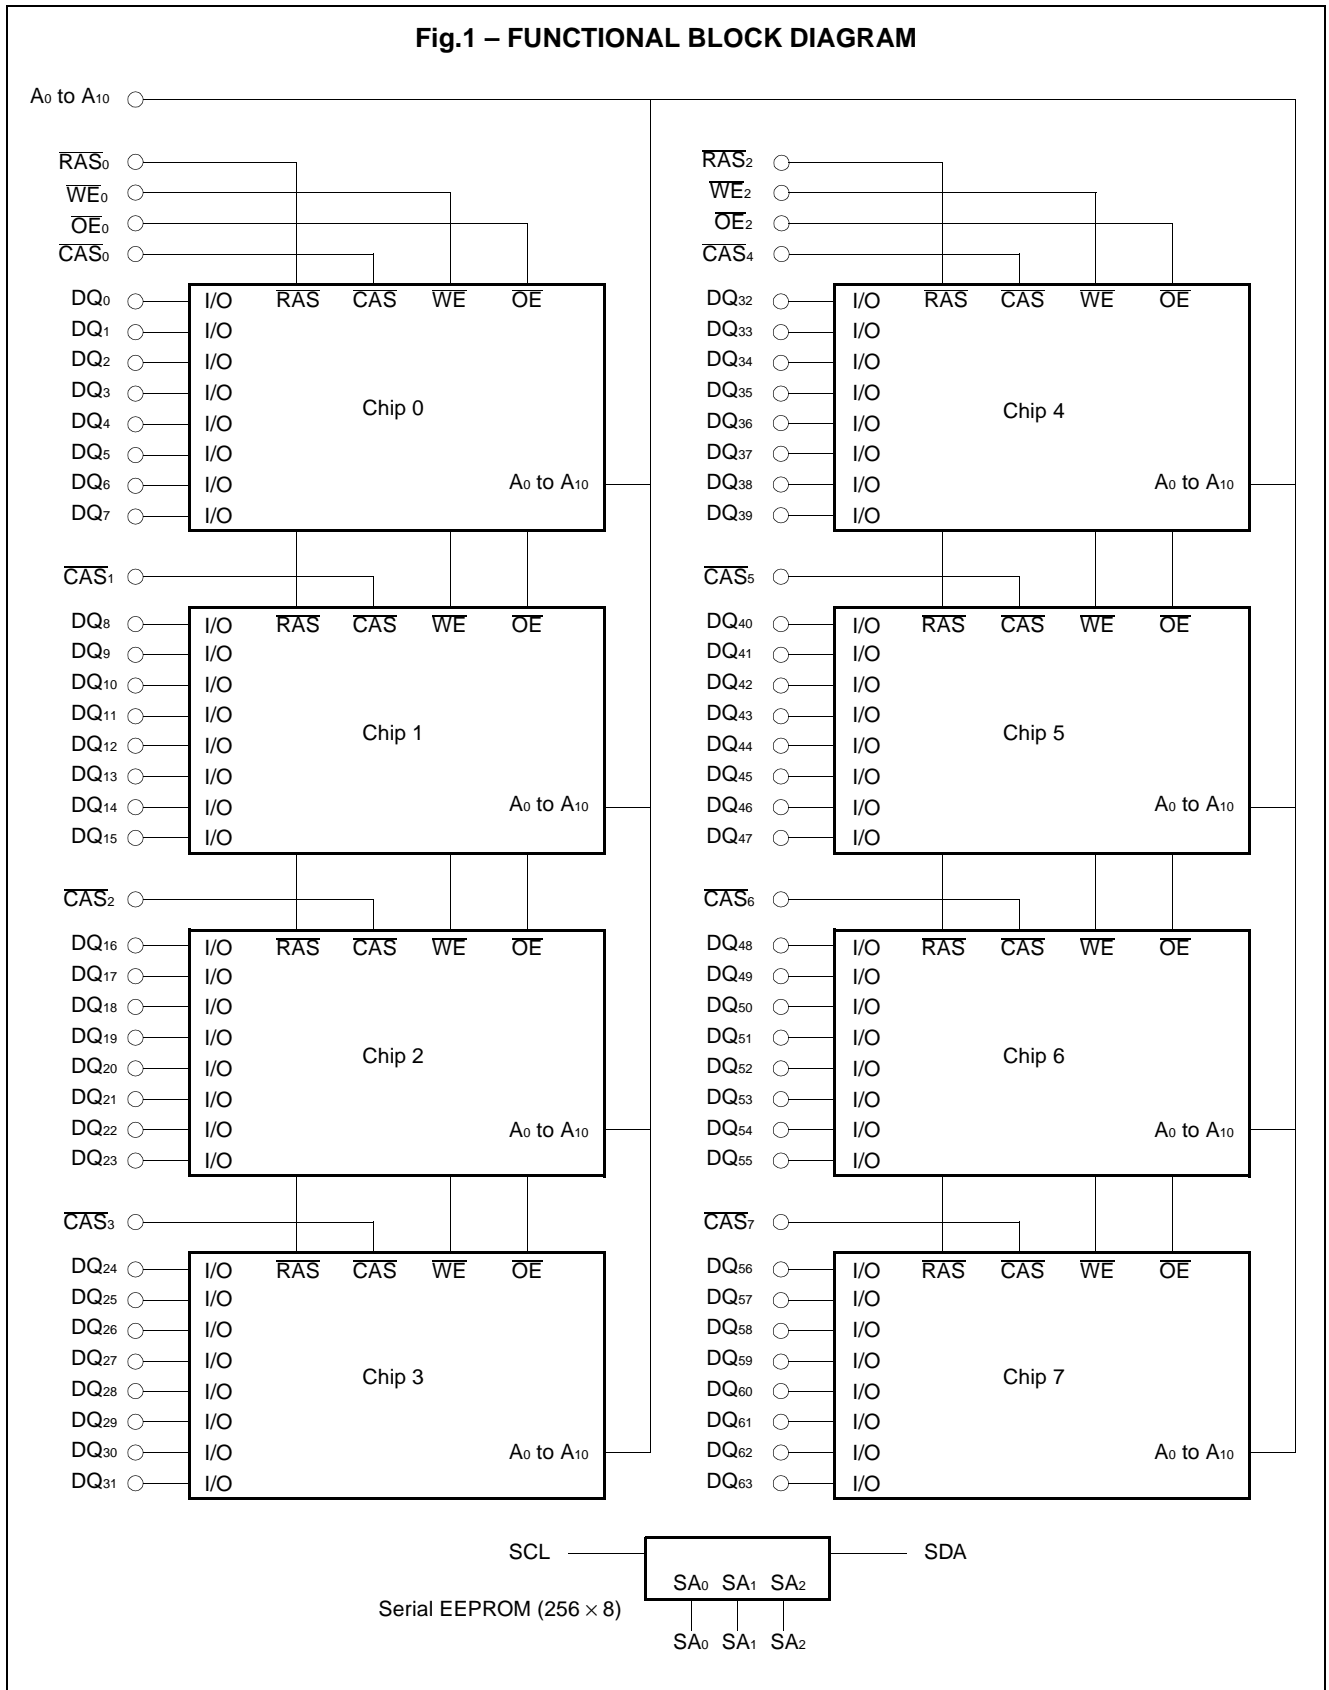 Fig.1 – FUNCTIONAL BLOCK DIAGRAM
A0 to A10
RAS0
WE0
OE0
CAS0
DQ0 I/O RAS CAS WE OE
DQ1 I/O
DQ2 I/O
DQ3 I/O
Chip 0
DQ4 I/O
DQ5 I/O
DQ6 I/O A0 to A10
DQ7 I/O
CAS1
DQ8 I/O RAS CAS WE OE
DQ9 I/O
DQ10 I/O
DQ11 I/O
Chip 1
DQ12 I/O
DQ13 I/O
DQ14 I/O A0 to A10
DQ15 I/O
CAS2
DQ16 I/O RAS CAS WE OE
DQ17 I/O
DQ18 I/O
DQ19 I/O
Chip 2
DQ20 I/O
DQ21 I/O
DQ22 I/O A0 to A10
DQ23 I/O
CAS3
DQ24 I/O RAS CAS WE OE
DQ25 I/O
DQ26 I/O
DQ27 I/O
Chip 3
DQ28 I/O
DQ29 I/O
DQ30 I/O A0 to A10
DQ31 I/O
RAS2
WE2
OE2
CAS4
DQ32 I/O RAS CAS WE OE
DQ33 I/O
DQ34 I/O
DQ35 I/O
Chip 4
DQ36 I/O
DQ37 I/O
DQ38 I/O A0 to A10
DQ39 I/O
CAS5
DQ40 I/O RAS CAS WE OE
DQ41 I/O
DQ42 I/O
DQ43 I/O
Chip 5
DQ44 I/O
DQ45 I/O
DQ46 I/O A0 to A10
DQ47 I/O
CAS6
DQ48 I/O RAS CAS WE OE
DQ49 I/O
DQ50 I/O
DQ51 I/O
Chip 6
DQ52 I/O
DQ53 I/O
DQ54 I/O A0 to A10
DQ55 I/O
CAS7
DQ56 I/O RAS CAS WE OE
DQ57 I/O
DQ58 I/O
DQ59 I/O
Chip 7
DQ60 I/O
DQ61 I/O
DQ62 I/O A0 to A10
DQ63 I/O
SCL SDA
SA0 SA1 SA2
Serial EEPROM (256 × 8)
SA0 SA1 SA2